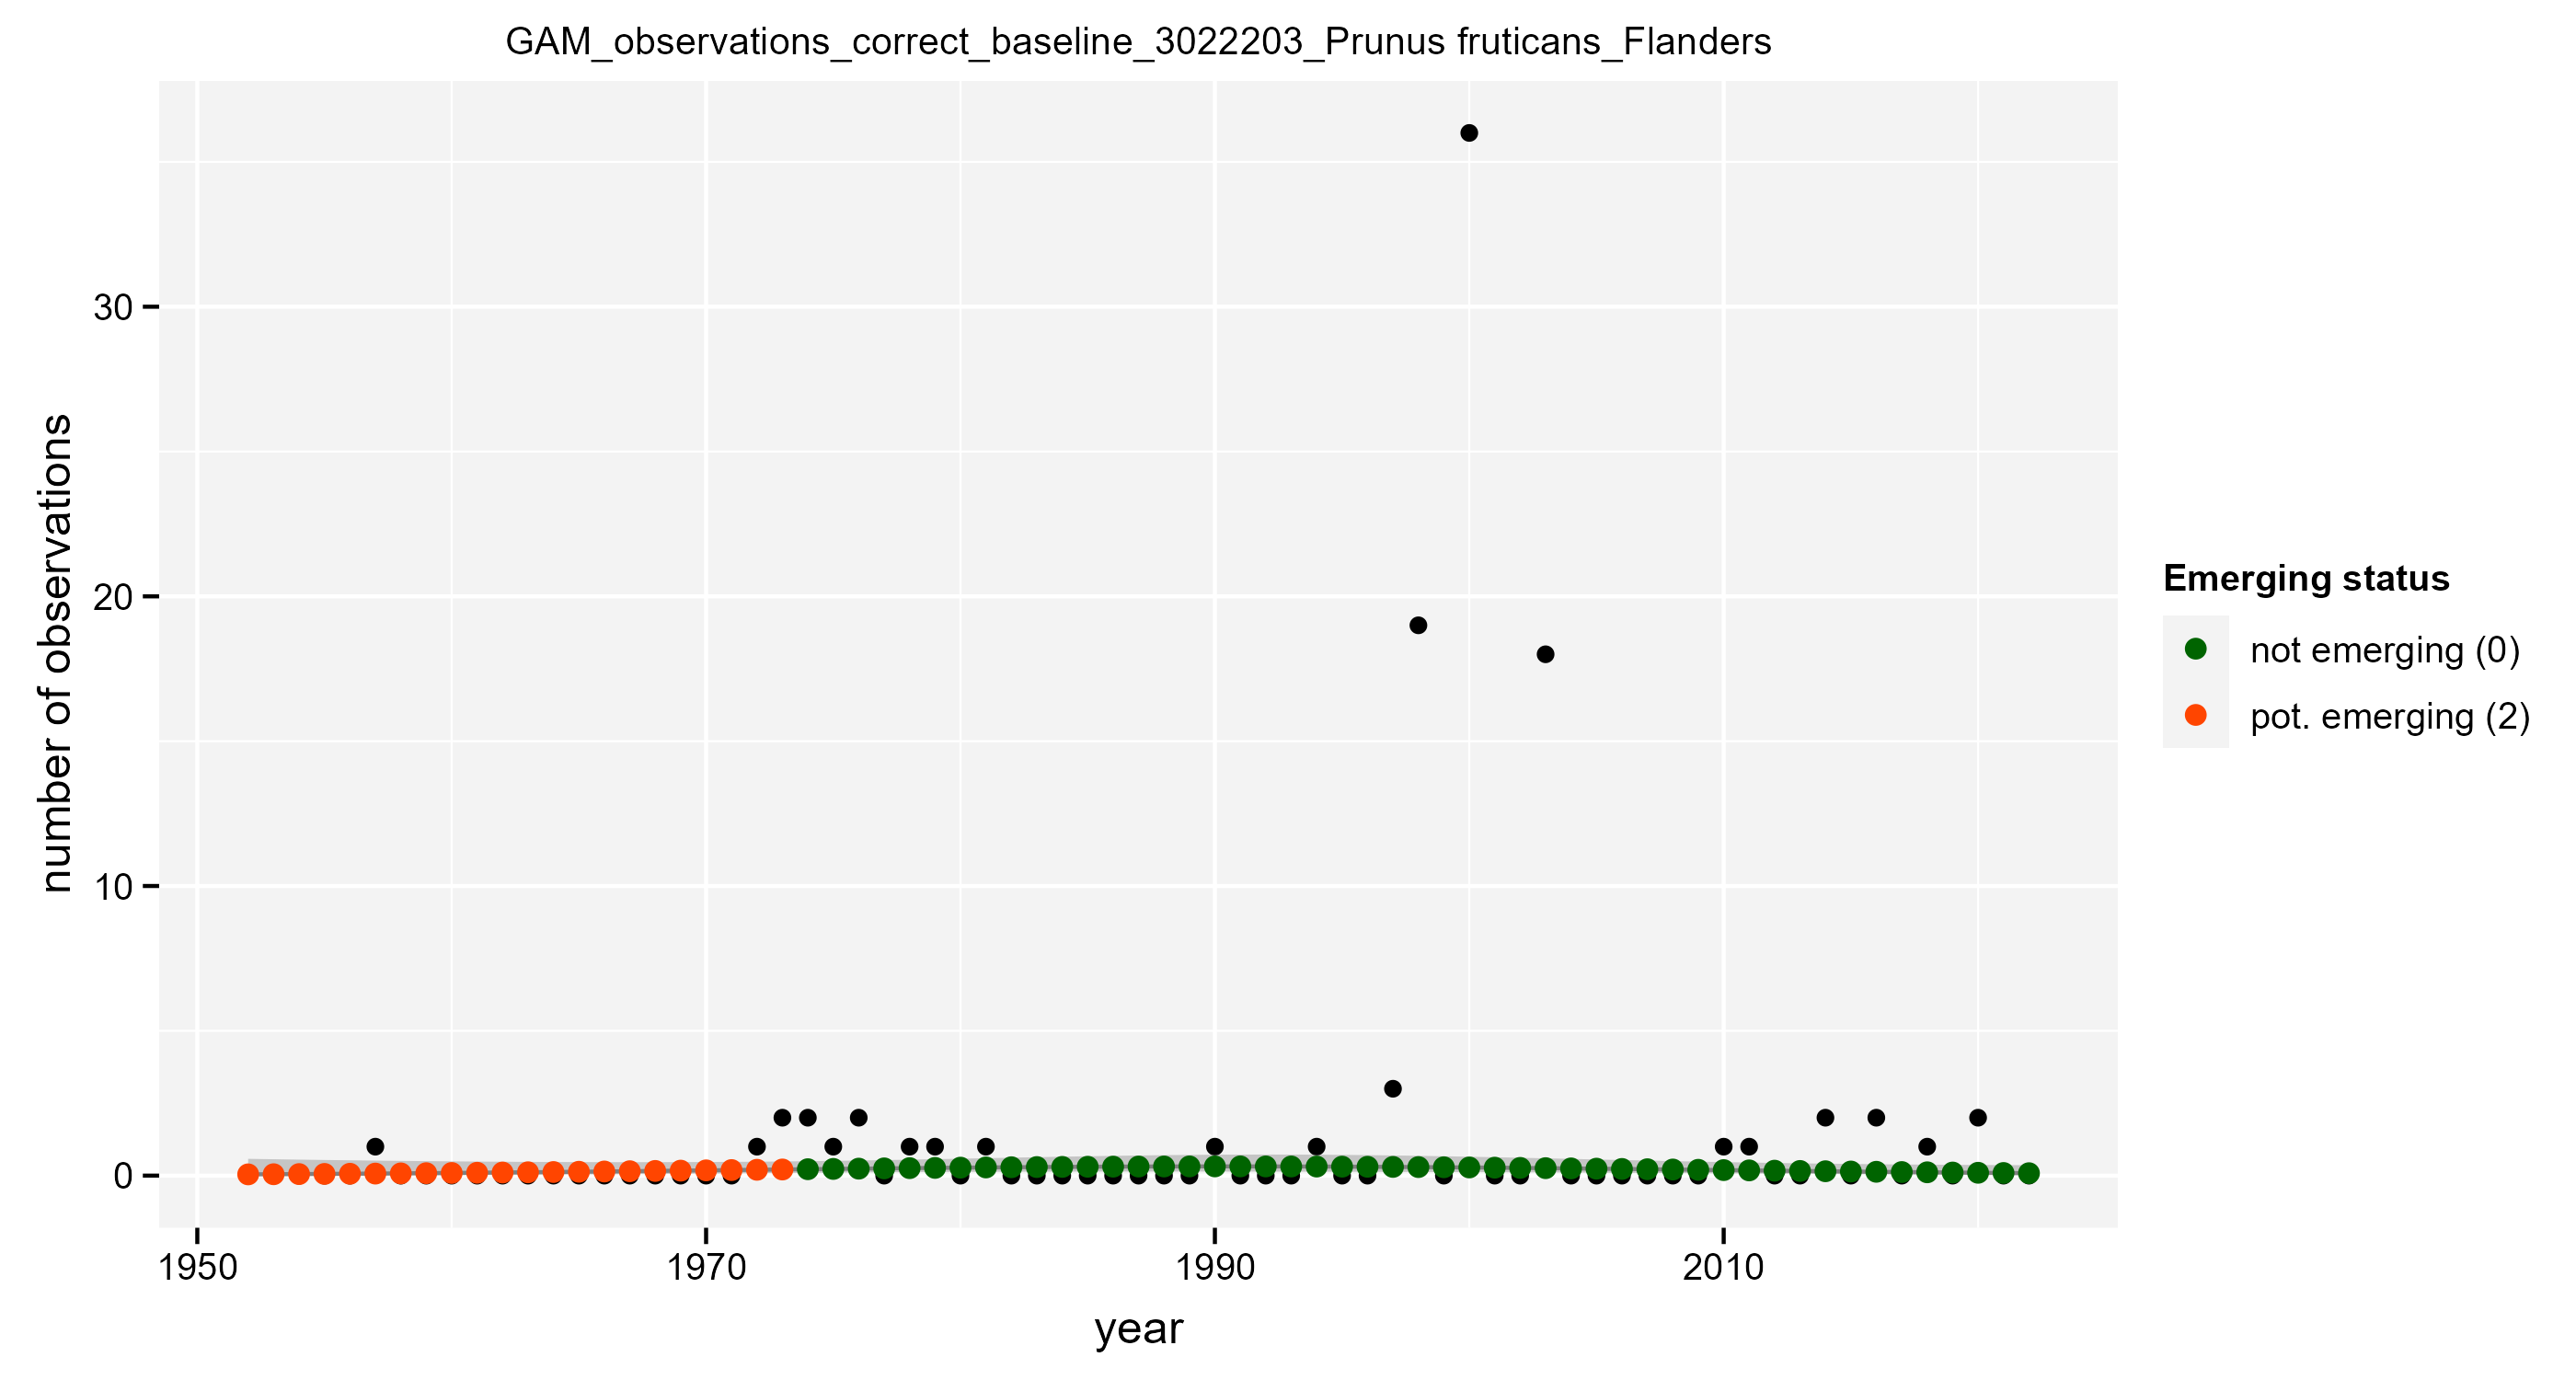 GAM_observations_correct_baseline_3022203_Prunus fruticans_Flanders
number of observations
30
20
10
0
1950
1970
1990
2010
year
Emerging status
not emerging (0)
pot. emerging (2)